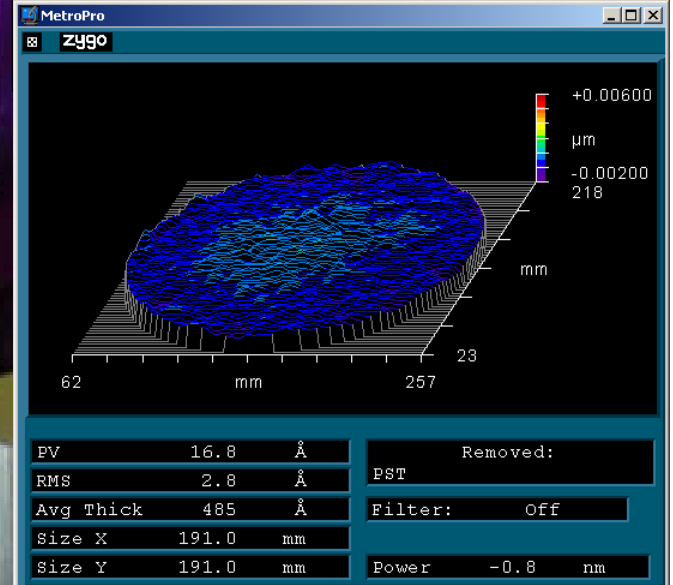 MetroPro
zygo
+0.00600
µm
-0.00200
218
mm
23
62 mm 257
PV 16.8 Å
RMS 2.8 Å
Avg Thick 485 Å
Size X 191.0 mm
Size Y 191.0 mm
Removed:
PST
Filter: Off
Power -0.8 nm